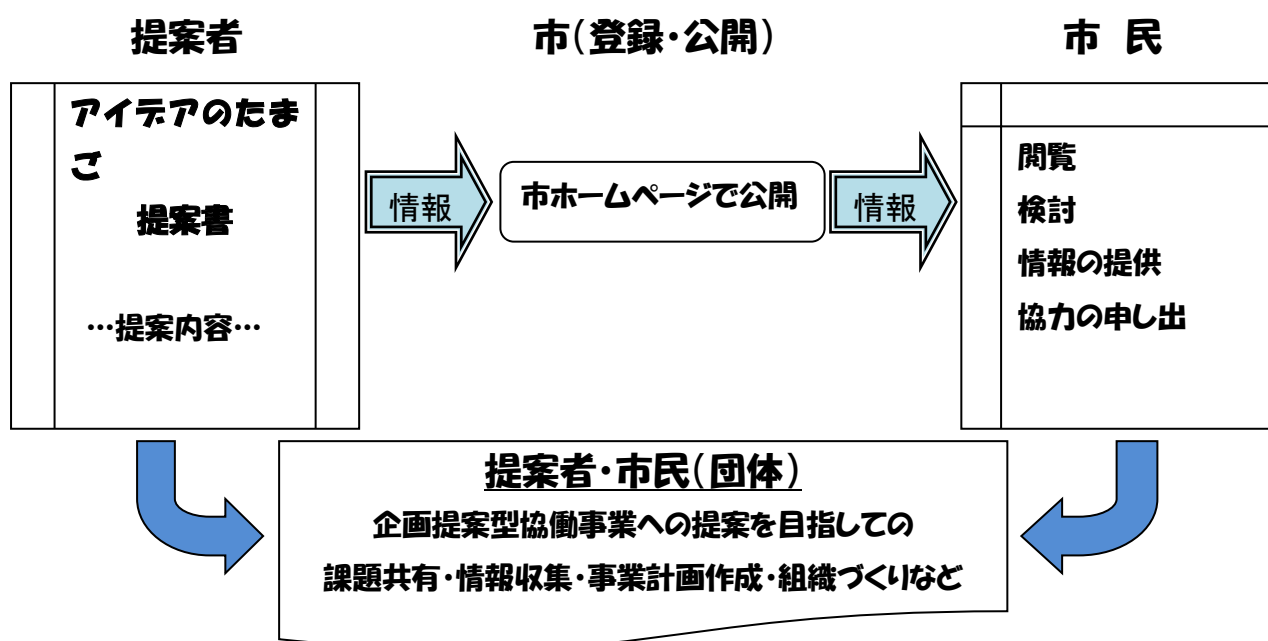 提案者
市(登録・公開)
市 民
アイデアのたま
ご
提案書
…提案内容…
情報
市ホームページで公開
情報
閲覧
検討
情報の提供
協力の申し出
提案者・市民(団体)
企画提案型協働事業への提案を目指しての
課題共有・情報収集・事業計画作成・組織づくりなど